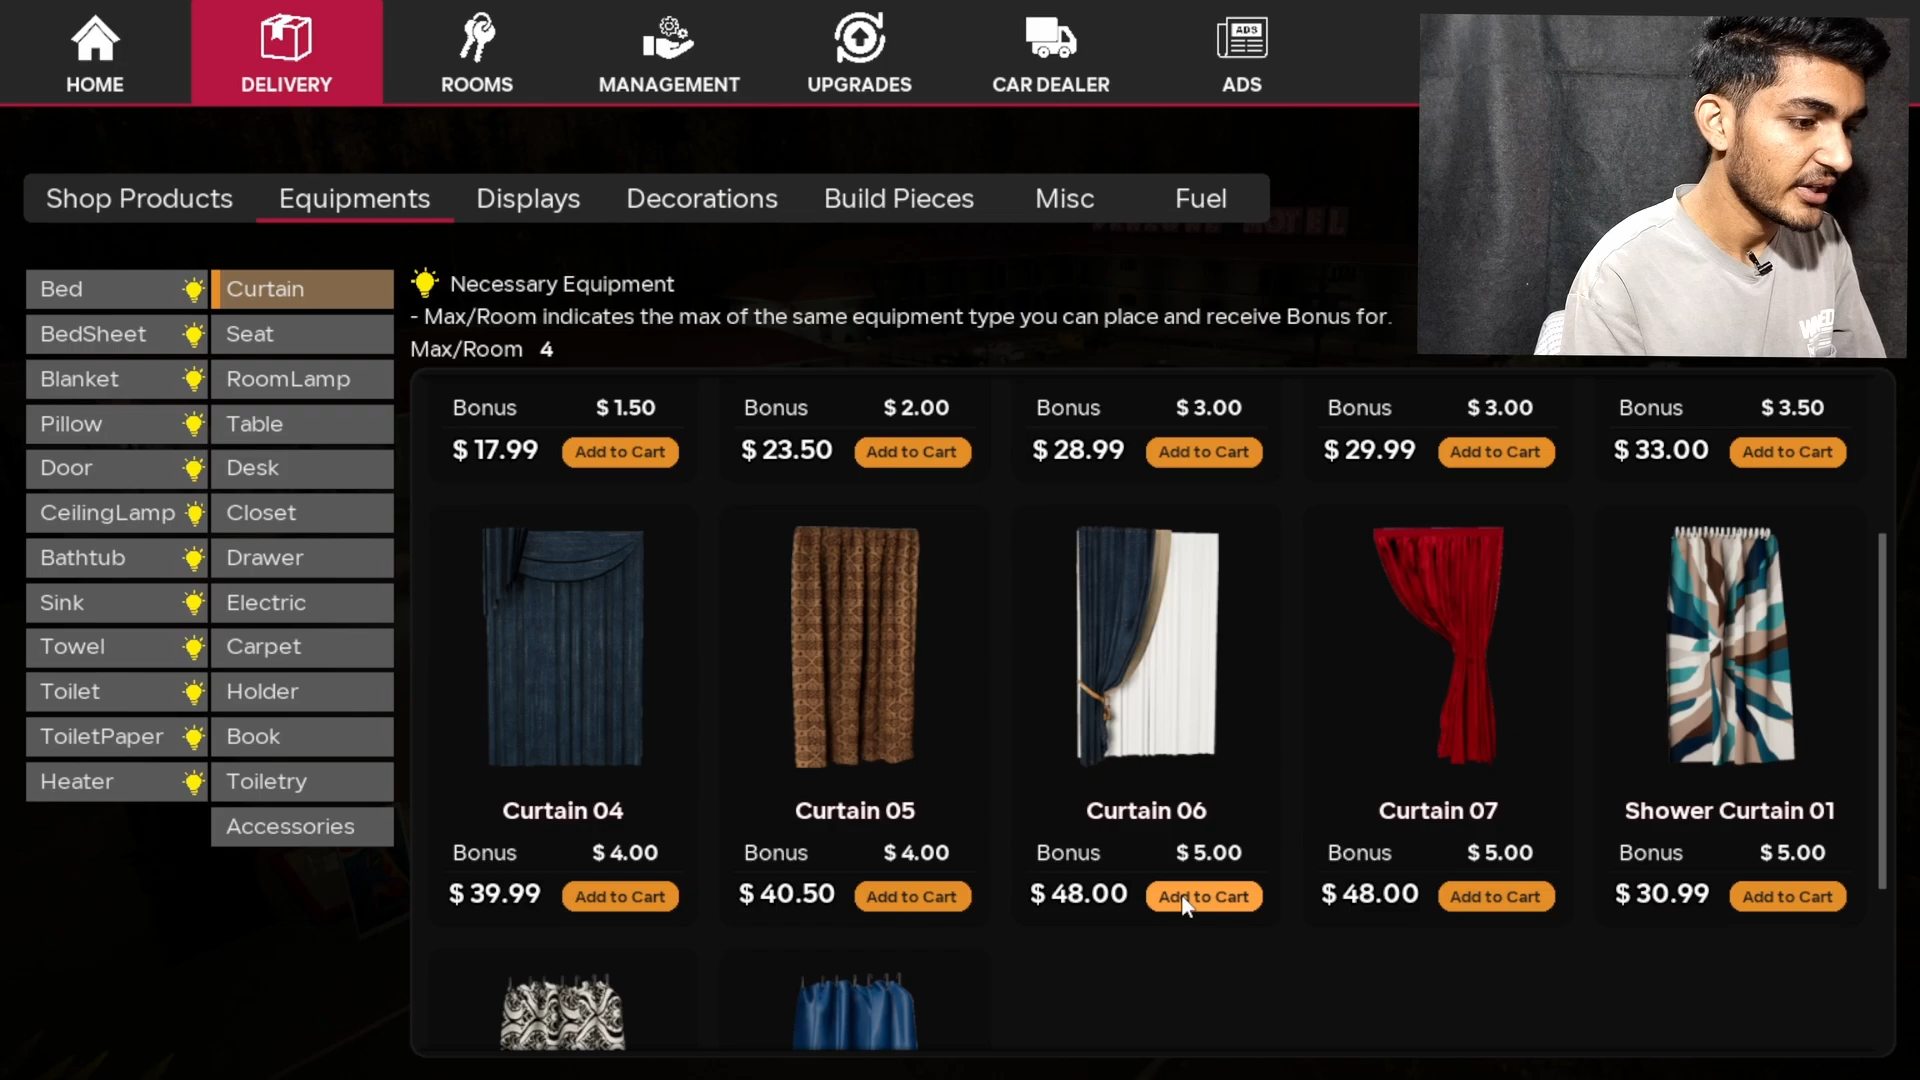 HOME
DELIVERY
ROOMS
MANAGEMENT
UPGRADES
CAR DEALER
ADS
ADS
Shop Products
Equipments
Displays
Decorations
Build Pieces
Misc
Fuel
Bed
BedSheet
Blanket
Pillow
Door
CeilingLamp
Bathtub
Sink
Towel
Toilet
ToiletPaper
Heater
Curtain
Seat
RoomLamp
Table
Desk
Closet
Drawer
Electric
Carpet
Holder
Book
Toiletry
Accessories
Necessary Equipment
- Max/Room indicates the max of the same equipment type you can place and receive Bonus for.
Max/Room 4
Bonus $ 1.50
$ 17.99 Add to Cart
Bonus $ 2.00
$ 23.50 Add to Cart
Bonus $ 3.00
$ 28.99 Add to Cart
Bonus $ 3.00
$ 29.99 Add to Cart
Bonus $ 3.50
$ 33.00 Add to Cart
Curtain 04
Bonus $ 4.00
$ 39.99 Add to Cart
Curtain 05
Bonus $ 4.00
$ 40.50 Add to Cart
Curtain 06
Bonus $ 5.00
$ 48.00 Add to Cart
Curtain 07
Bonus $ 5.00
$ 48.00 Add to Cart
Shower Curtain 01
Bonus $ 5.00
$ 30.99 Add to Cart